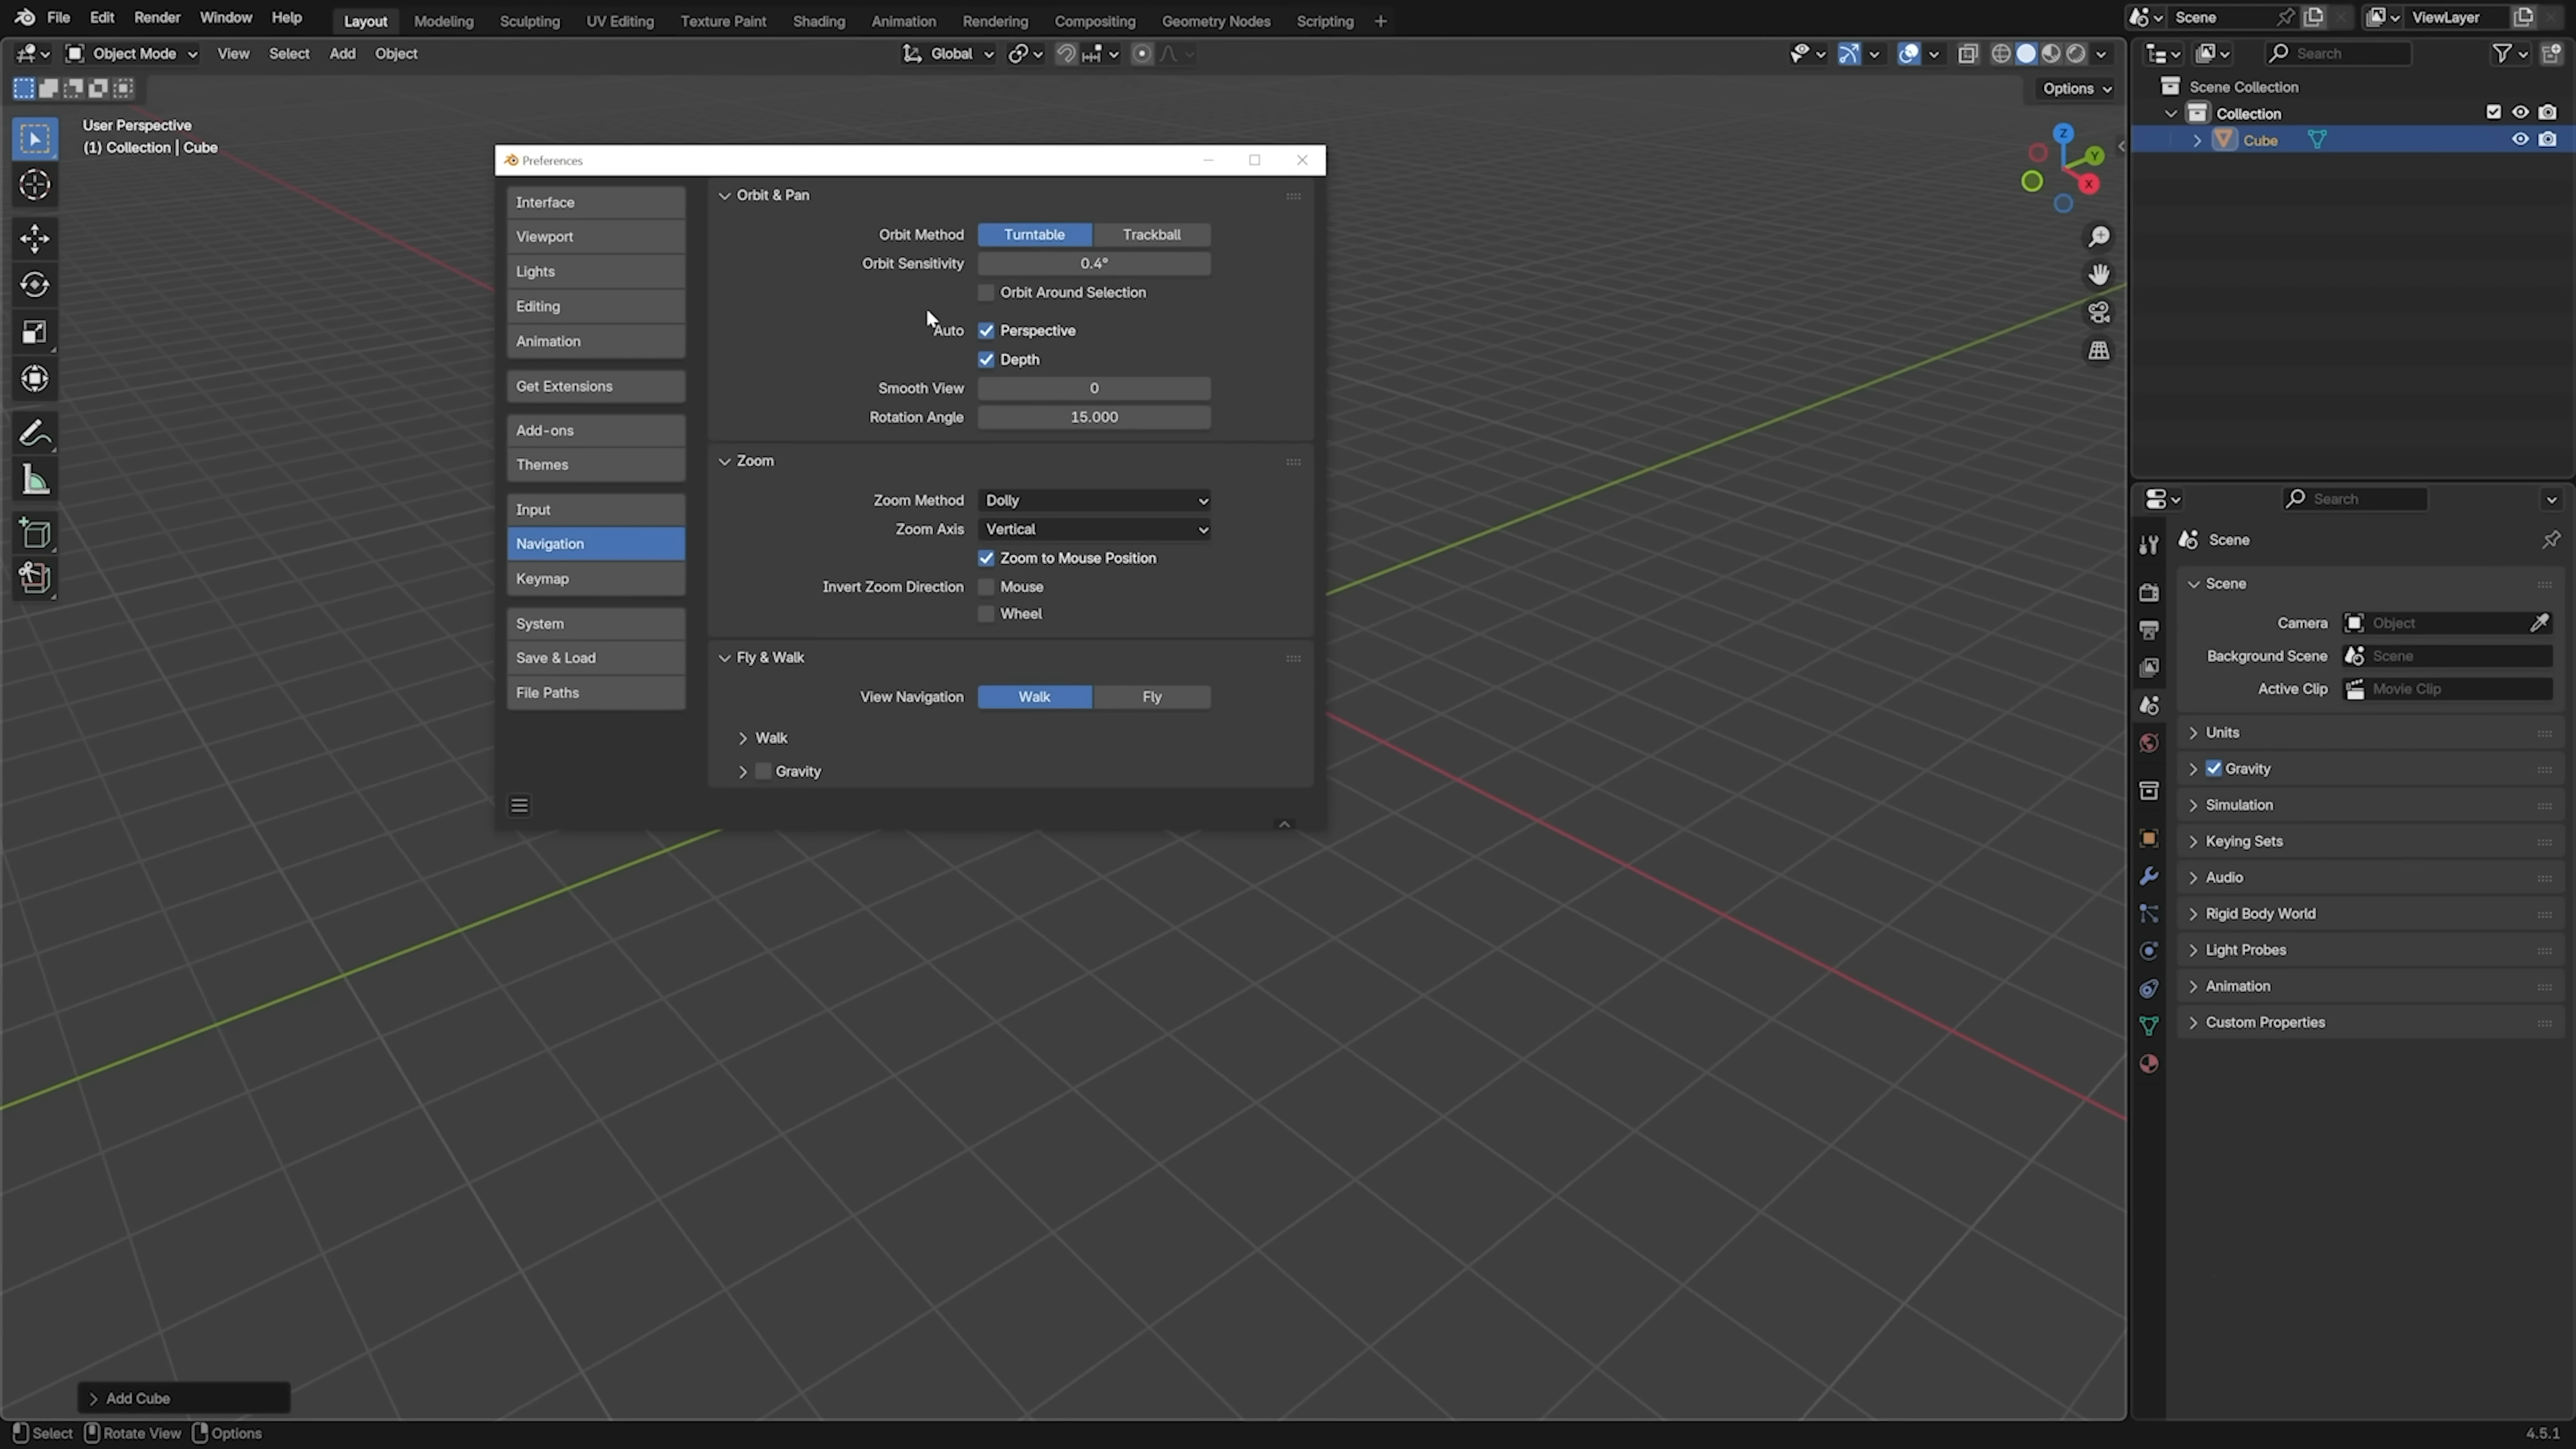 File Edit Render Window Help Layout Modeling Sculpting UV Editing Texture Paint Shading Animation Rendering Compositing Geometry Nodes Scripting + Scene ViewLayer
Object Mode View Select Add Object Global Search
Options
User Perspective
(1) Collection | Cube
Z
Y
X
Scene Collection
Collection
Cube
Preferences
Interface
Viewport
Lights
Editing
Animation
Get Extensions
Add-ons
Themes
Input
Navigation
Keymap
System
Save & Load
File Paths
Orbit & Pan
Orbit Method Turntable Trackball
Orbit Sensitivity 0.4°
Orbit Around Selection
Auto Perspective
Depth
Smooth View 0
Rotation Angle 15.000
Zoom
Zoom Method Dolly
Zoom Axis Vertical
Zoom to Mouse Position
Invert Zoom Direction Mouse
Wheel
Fly & Walk
View Navigation Walk Fly
Walk
Gravity
Search
Scene
Scene
Camera Object
Background Scene Scene
Active Clip Movie Clip
Units
Gravity
Simulation
Keying Sets
Audio
Rigid Body World
Light Probes
Animation
Custom Properties
Add Cube
Select Rotate View Options 4.5.1